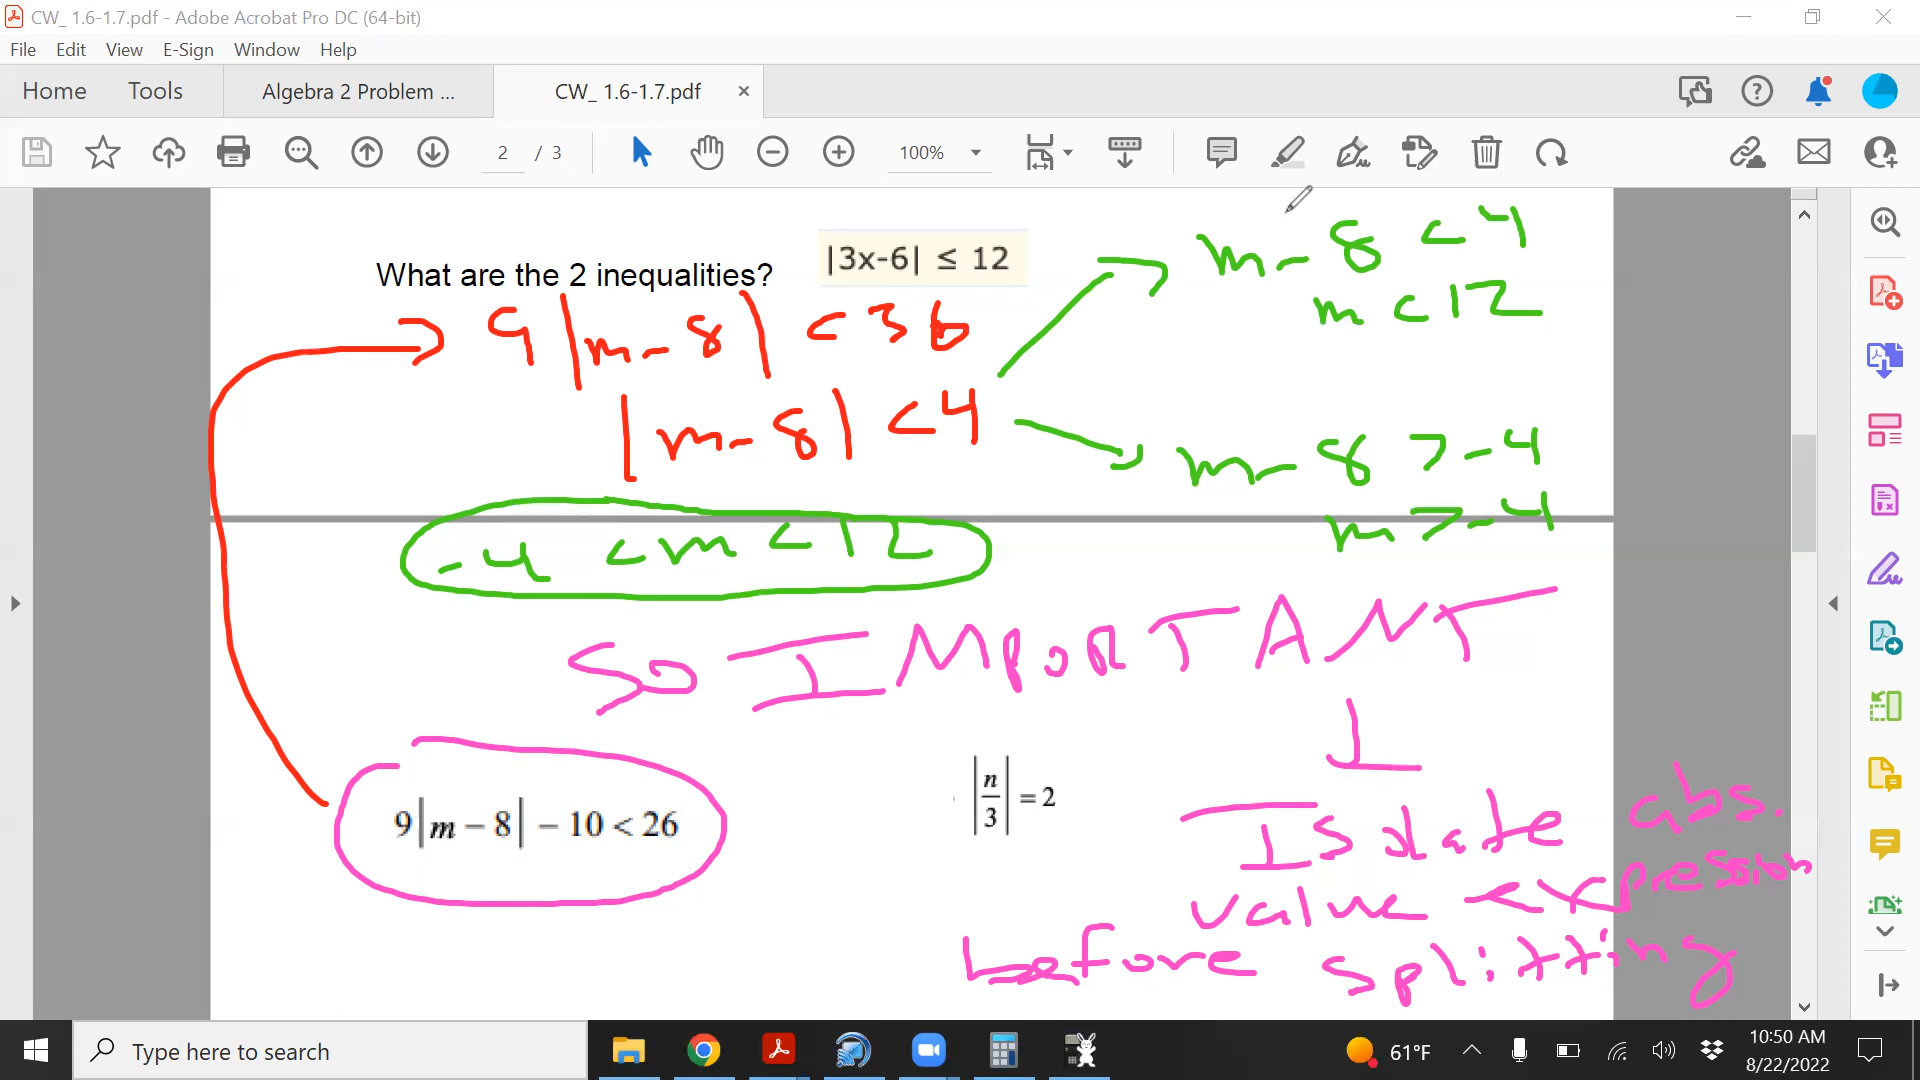 CW_ 1.6-1.7.pdf - Adobe Acrobat Pro DC (64-bit)
File Edit View E-Sign Window Help
Home Tools Algebra 2 Problem ... CW_ 1.6-1.7.pdf ×
2 / 3 100%
m - 8 < 4
|3x-6| ≤ 12
What are the 2 inequalities?
m < 12
9|m - 8| < 36
|m - 8| < 4
m - 8 > -4
m > -4
-4 < m < 12
SO IMPORTANT
9|m − 8| − 10 < 26
|n/3| = 2
Isolate abs.
value expression
before splitting
Type here to search
61°F
10:50 AM
8/22/2022